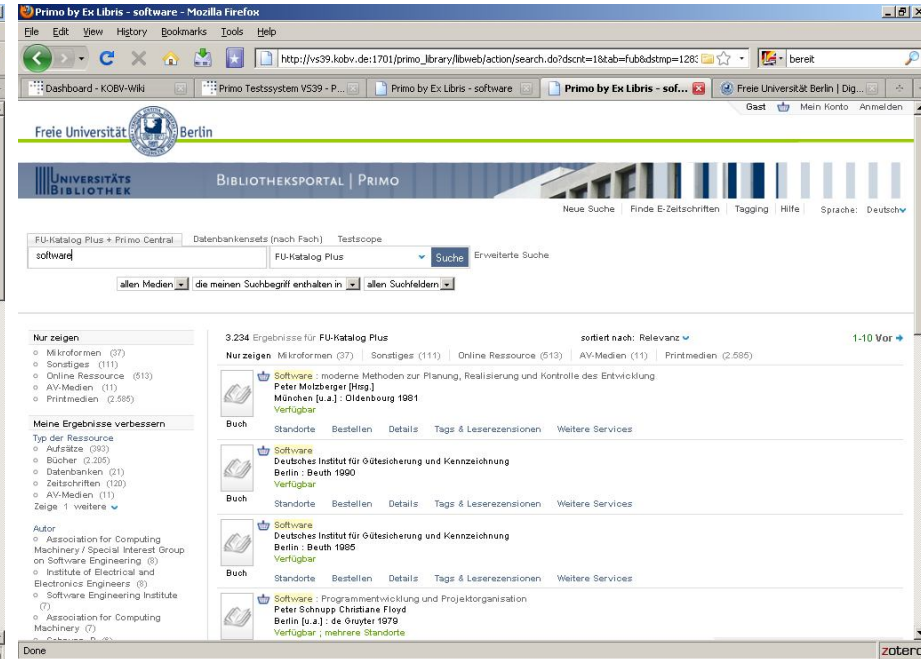 Primo by Ex Libris - software - Mozilla Firefox
File Edit View History Bookmarks Tools Help
http://vs39.kobv.de:1701/primo_library/libweb/action/search.do?dscnt=1&tab=fub&dstmp=128
bereit
Dashboard - KOBV-Wiki
Primo Testssystem VS39 - P...
Primo by Ex Libris - software
Primo by Ex Libris - sof...
Freie Universität Berlin | Dig...
Gast Mein Konto Anmelden
Freie Universität Berlin
UNIVERSITÄTS BIBLIOTHEK
BIBLIOTHEKSPORTAL | PRIMO
Neue Suche Finde E-Zeitschriften Tagging Hilfe Sprache: Deutsch
FU-Katalog Plus + Primo Central Datenbankensets (nach Fach) Testscope
software FU-Katalog Plus Suche Erweiterte Suche
allen Medien die meinen Suchbegriff enthalten in allen Suchfeldern
Nur zeigen
Mikroformen (37)
Sonstiges (111)
Online Ressource (513)
AV-Medien (11)
Printmedien (2.585)
Meine Ergebnisse verbessern
Typ der Ressource
Aufsätze (393)
Bücher (2.205)
Datenbanken (21)
Zeitschriften (120)
AV-Medien (11)
Zeige 1 weitere
Autor
Association for Computing
Machinery / Special Interest Group
on Software Engineering (8)
Institute of Electrical and
Electronics Engineers (8)
Software Engineering Institute
(7)
Association for Computing
Machinery (7)
3.234 Ergebnisse für FU-Katalog Plus sortiert nach: Relevanz 1-10 Vor
Nur zeigen Mikroformen (37) Sonstiges (111) Online Ressource (513) AV-Medien (11) Printmedien (2.585)
Software : moderne Methoden zur Planung, Realisierung und Kontrolle des Entwicklung
Peter Molzberger [Hrsg.]
München [u.a.] : Oldenbourg 1981
Verfügbar
Buch
Standorte Bestellen Details Tags & Leserezensionen Weitere Services
Software
Deutsches Institut für Gütesicherung und Kennzeichnung
Berlin : Beuth 1990
Verfügbar
Buch
Standorte Bestellen Details Tags & Leserezensionen Weitere Services
Software
Deutsches Institut für Gütesicherung und Kennzeichnung
Berlin : Beuth 1985
Verfügbar
Buch
Standorte Bestellen Details Tags & Leserezensionen Weitere Services
Software : Programmentwicklung und Projektorganisation
Peter Schnupp Christiane Floyd
Berlin [u.a.] : de Gruyter 1979
Verfügbar ; mehrere Standorte
Done
zotero